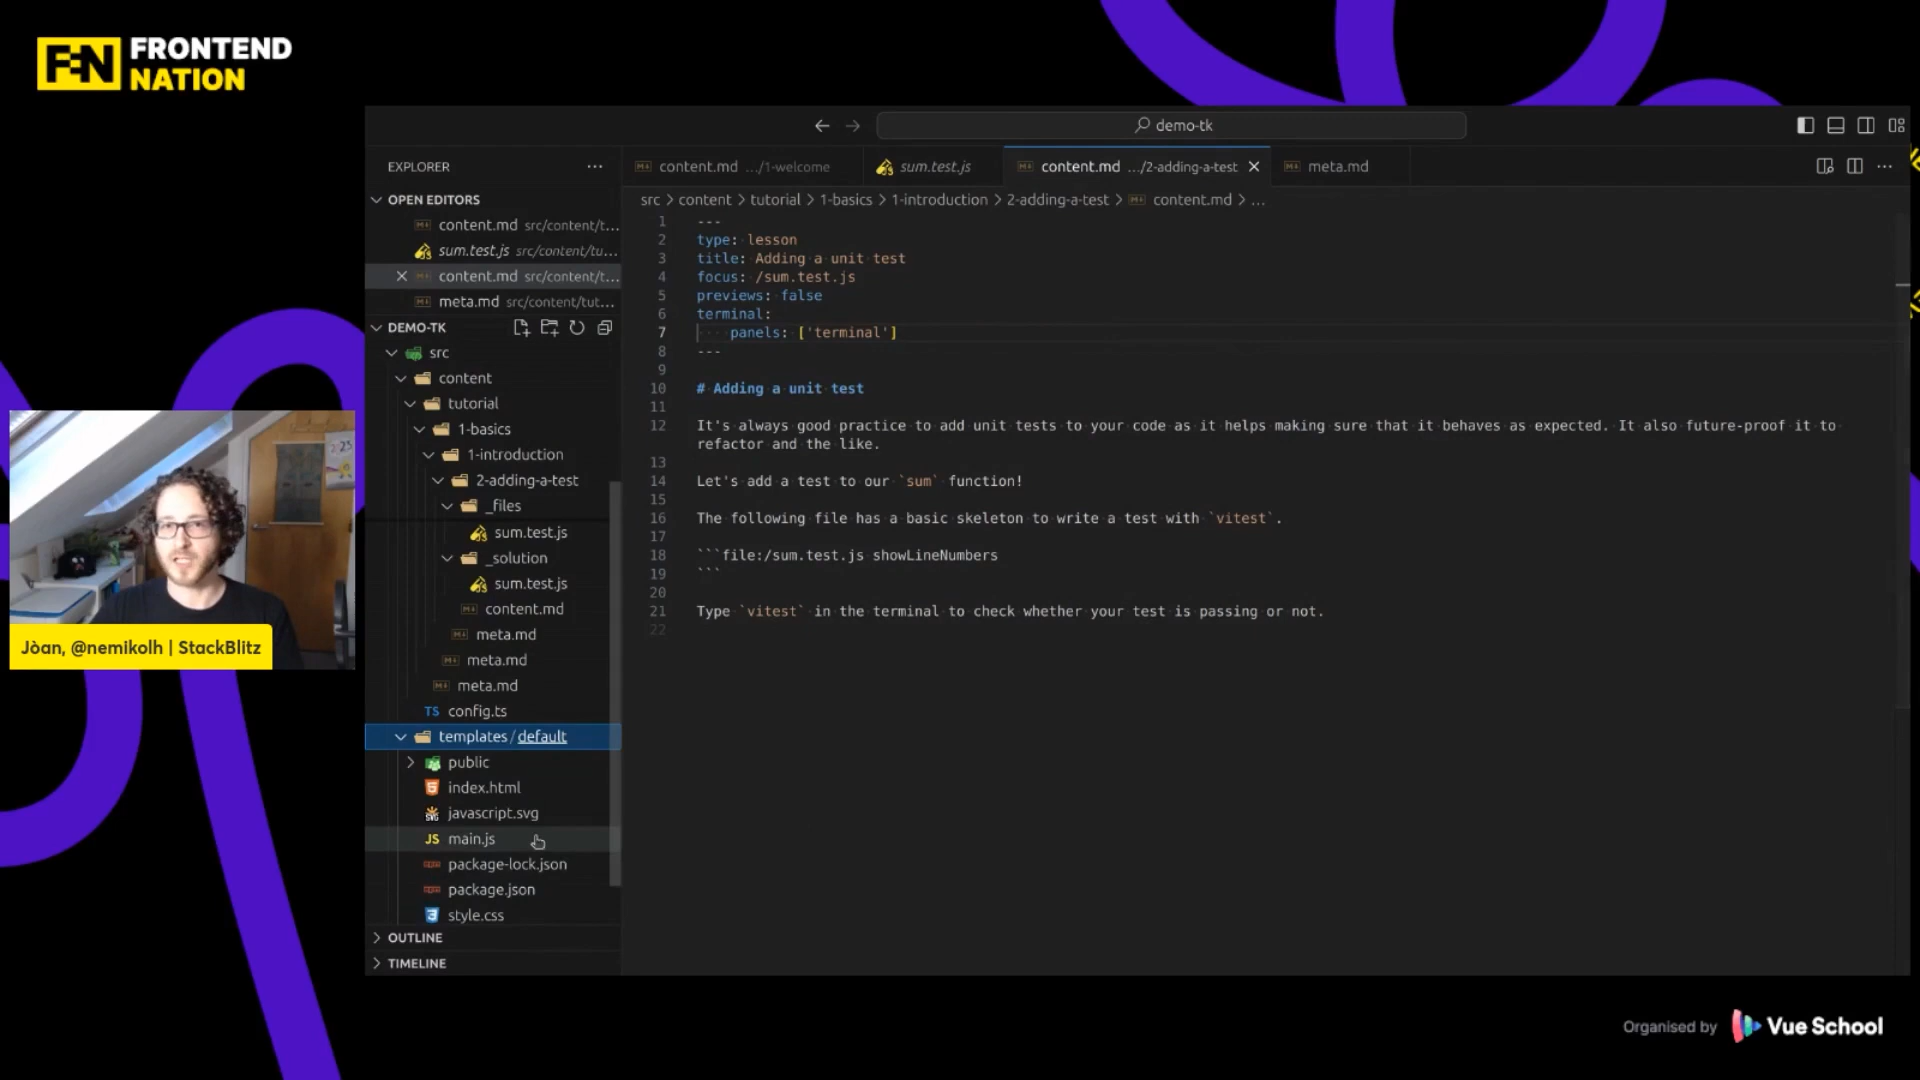 FEN FRONTEND
NATION
demo-tk
EXPLORER
OPEN EDITORS
content.md src/content/t...
sum.test.js src/content/tu...
content.md src/content/t...
meta.md src/content/tut...
DEMO-TK
src
content
tutorial
1-basics
1-introduction
2-adding-a-test
_files
sum.test.js
_solution
sum.test.js
content.md
meta.md
meta.md
meta.md
TS config.ts
templates/default
public
index.html
javascript.svg
JS main.js
package-lock.json
package.json
style.css
OUTLINE
TIMELINE
content.md .../1-welcome
sum.test.js
content.md .../2-adding-a-test
meta.md
src > content > tutorial > 1-basics > 1-introduction > 2-adding-a-test > content.md > ...
1 ---
2 type: lesson
3 title: Adding a unit test
4 focus: /sum.test.js
5 previews: false
6 terminal:
7 panels: ['terminal']
8 ---
9
10 # Adding a unit test
11
12 It's always good practice to add unit tests to your code as it helps making sure that it behaves as expected. It also future-proof it to
refactor and the like.
13
14 Let's add a test to our `sum` function!
15
16 The following file has a basic skeleton to write a test with `vitest`.
17
18 ```file:/sum.test.js showLineNumbers
19 ```
20
21 Type `vitest` in the terminal to check whether your test is passing or not.
22
23
Jòan, @nemikolh | StackBlitz
Organised by Vue School